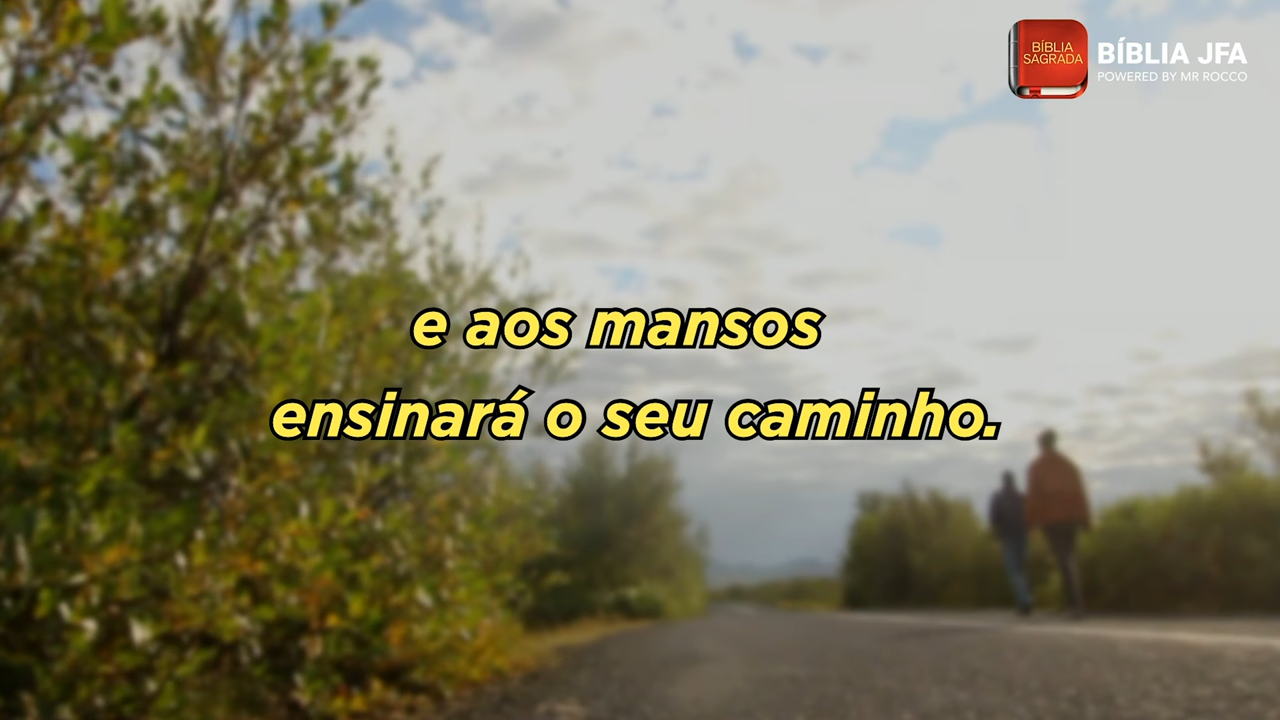 BÍBLIA
SAGRADA
BÍBLIA JFA
POWERED BY MR ROCCO
e aos mansos
ensinará o seu caminho.